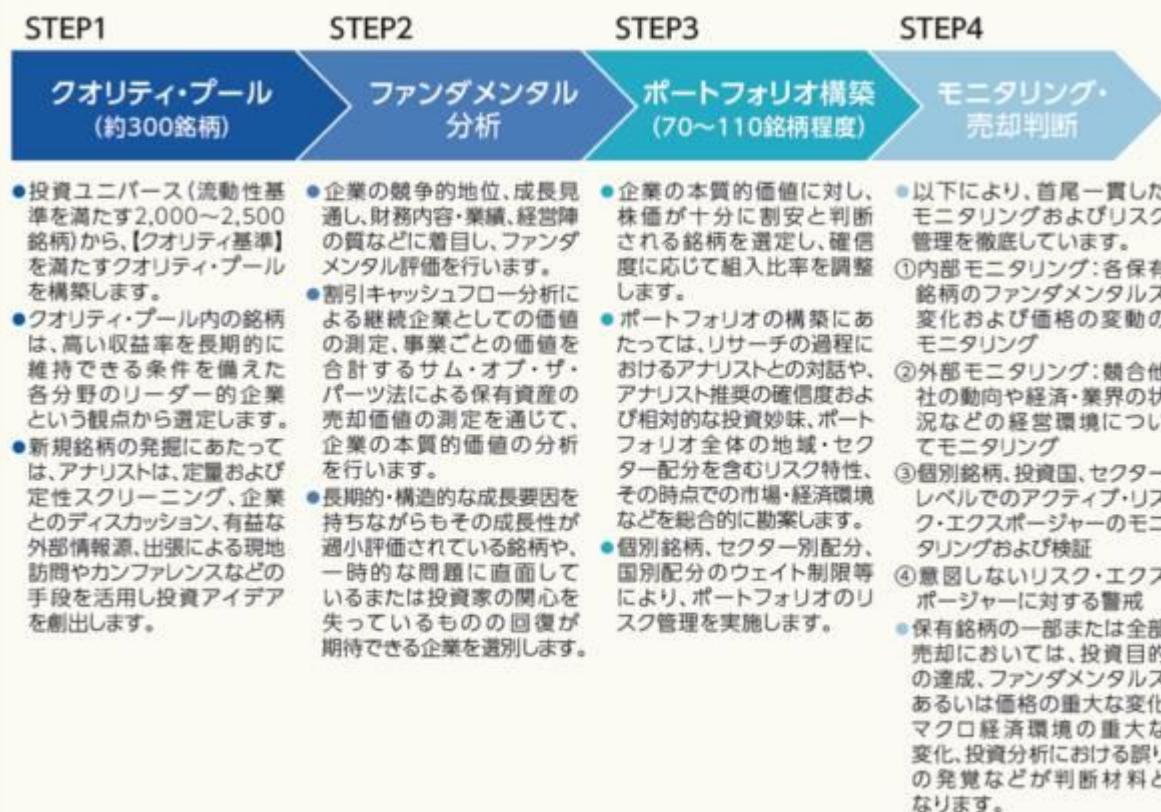 STEP1
クオリティ・プール
(約300銘柄)
●投資ユニバース(流動性基
準を満たす2,000〜2,500
銘柄)から、【クオリティ基準】
を満たすクオリティ・プール
を構築します。
●クオリティ・プール内の銘柄
は、高い収益率を長期的に
維持できる条件を備えた
各分野のリーダー的企業
という観点から選定します。
●新規銘柄の発掘にあたって
は、アナリストは、定量および
定性スクリーニング、企業
とのディスカッション、有益な
外部情報源、出張による現地
訪問やカンファレンスなどの
手段を活用し投資アイデア
を創出します。
STEP2
ファンダメンタル
分析
●企業の競争的地位、成長見
通し、財務内容・業績、経営陣
の質などに着目し、ファンダ
メンタル評価を行います。
●割引キャッシュフロー分析に
よる継続企業としての価値
の測定、事業ごとの価値を
合計するサム・オブ・ザ・
パーツ法による保有資産の
売却価値の測定を通じて、
企業の本質的価値の分析
を行います。
●長期的・構造的な成長要因を
持ちながらもその成長性が
過小評価されている銘柄や、
一時的な問題に直面して
いるまたは投資家の関心を
失っているものの回復が
期待できる企業を選別します。
STEP3
ポートフォリオ構築
(70〜110銘柄程度)
●企業の本質的価値に対し、
株価が十分に割安と判断
される銘柄を選定し、確信
度に応じて組入比率を調整
します。
●ポートフォリオの構築にあ
たっては、リサーチの過程に
おけるアナリストとの対話や、
アナリスト推奨の確信度およ
び相対的な投資妙味、ポート
フォリオ全体の地域・セク
ター配分を含むリスク特性、
その時点での市場・経済環境
などを総合的に勘案します。
●個別銘柄、セクター別配分、
国別配分のウェイト制限等
により、ポートフォリオのリ
スク管理を実施します。
STEP4
モニタリング・
売却判断
●以下により、首尾一貫した
モニタリングおよびリスク
管理を徹底しています。
①内部モニタリング:各保有
銘柄のファンダメンタルズ
変化および価格の変動の
モニタリング
②外部モニタリング:競合他
社の動向や経済・業界の状
況などの経営環境につい
てモニタリング
③個別銘柄、投資国、セクター
レベルでのアクティブ・リス
ク・エクスポージャーのモニ
タリングおよび検証
④意図しないリスク・エクス
ポージャーに対する警戒
●保有銘柄の一部または全部
売却においては、投資目的
の達成、ファンダメンタルズ
あるいは価格の重大な変化
マクロ経済環境の重大な
変化、投資分析における誤り
の発覚などが判断材料と
なります。